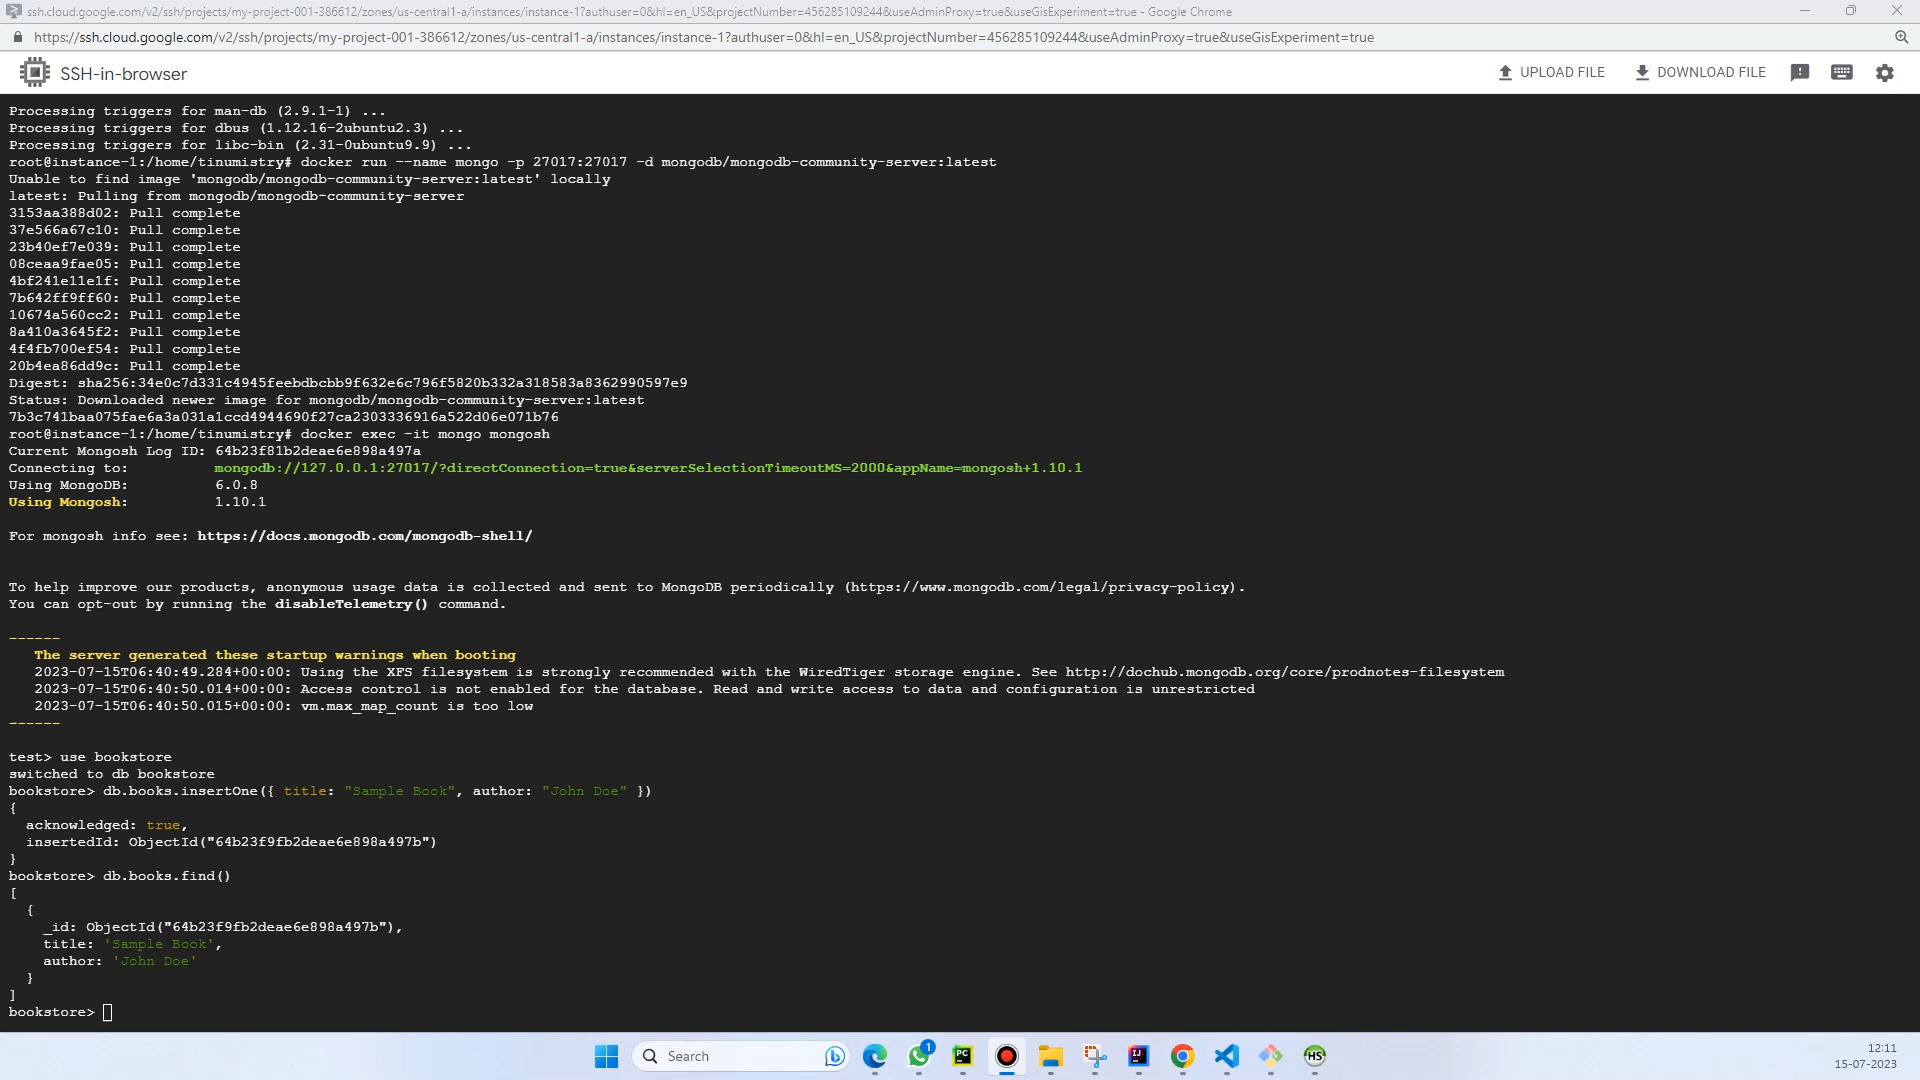 ssh.cloud.google.com/v2/ssh/projects/my-project-001-386612/zones/us-central1-a/instances/instance-1?authuser=0&hl=en_US&projectNumber=456285109244&useAdminProxy=true&useGisExperiment=true - Google Chrome
https://ssh.cloud.google.com/v2/ssh/projects/my-project-001-386612/zones/us-central1-a/instances/instance-1?authuser=0&hl=en_US&projectNumber=456285109244&useAdminProxy=true&useGisExperiment=true
SSH-in-browser UPLOAD FILE DOWNLOAD FILE
Processing triggers for man-db (2.9.1-1) ...
Processing triggers for dbus (1.12.16-2ubuntu2.3) ...
Processing triggers for libc-bin (2.31-0ubuntu9.9) ...
root@instance-1:/home/tinumistry# docker run --name mongo -p 27017:27017 -d mongodb/mongodb-community-server:latest
Unable to find image 'mongodb/mongodb-community-server:latest' locally
latest: Pulling from mongodb/mongodb-community-server
3153aa388d02: Pull complete
37e566a67c10: Pull complete
23b40ef7e039: Pull complete
08ceaa9fae05: Pull complete
4bf241e11e1f: Pull complete
7b642ff9ff60: Pull complete
10674a560cc2: Pull complete
8a410a3645f2: Pull complete
4f4fb700ef54: Pull complete
20b4ea86dd9c: Pull complete
Digest: sha256:34e0c7d331c4945feebdbcbb9f632e6c796f5820b332a318583a8362990597e9
Status: Downloaded newer image for mongodb/mongodb-community-server:latest
7b3c741baa075fae6a3a031a1ccd4944690f27ca2303336916a522d06e071b76
root@instance-1:/home/tinumistry# docker exec -it mongo mongosh
Current Mongosh Log ID: 64b23f81b2deae6e898a497a
Connecting to: mongodb://127.0.0.1:27017/?directConnection=true&serverSelectionTimeoutMS=2000&appName=mongosh+1.10.1
Using MongoDB: 6.0.8
Using Mongosh: 1.10.1
For mongosh info see: https://docs.mongodb.com/mongodb-shell/
To help improve our products, anonymous usage data is collected and sent to MongoDB periodically (https://www.mongodb.com/legal/privacy-policy).
You can opt-out by running the disableTelemetry() command.
------
The server generated these startup warnings when booting
2023-07-15T06:40:49.284+00:00: Using the XFS filesystem is strongly recommended with the WiredTiger storage engine. See http://dochub.mongodb.org/core/prodnotes-filesystem
2023-07-15T06:40:50.014+00:00: Access control is not enabled for the database. Read and write access to data and configuration is unrestricted
2023-07-15T06:40:50.015+00:00: vm.max_map_count is too low
------
test> use bookstore
switched to db bookstore
bookstore> db.books.insertOne({ title: "Sample Book", author: "John Doe" })
{
acknowledged: true,
insertedId: ObjectId("64b23f9fb2deae6e898a497b")
}
bookstore> db.books.find()
[
{
_id: ObjectId("64b23f9fb2deae6e898a497b"),
title: 'Sample Book',
author: 'John Doe'
}
]
bookstore>
Search 1 PC IJ HS
12:11
15-07-2023